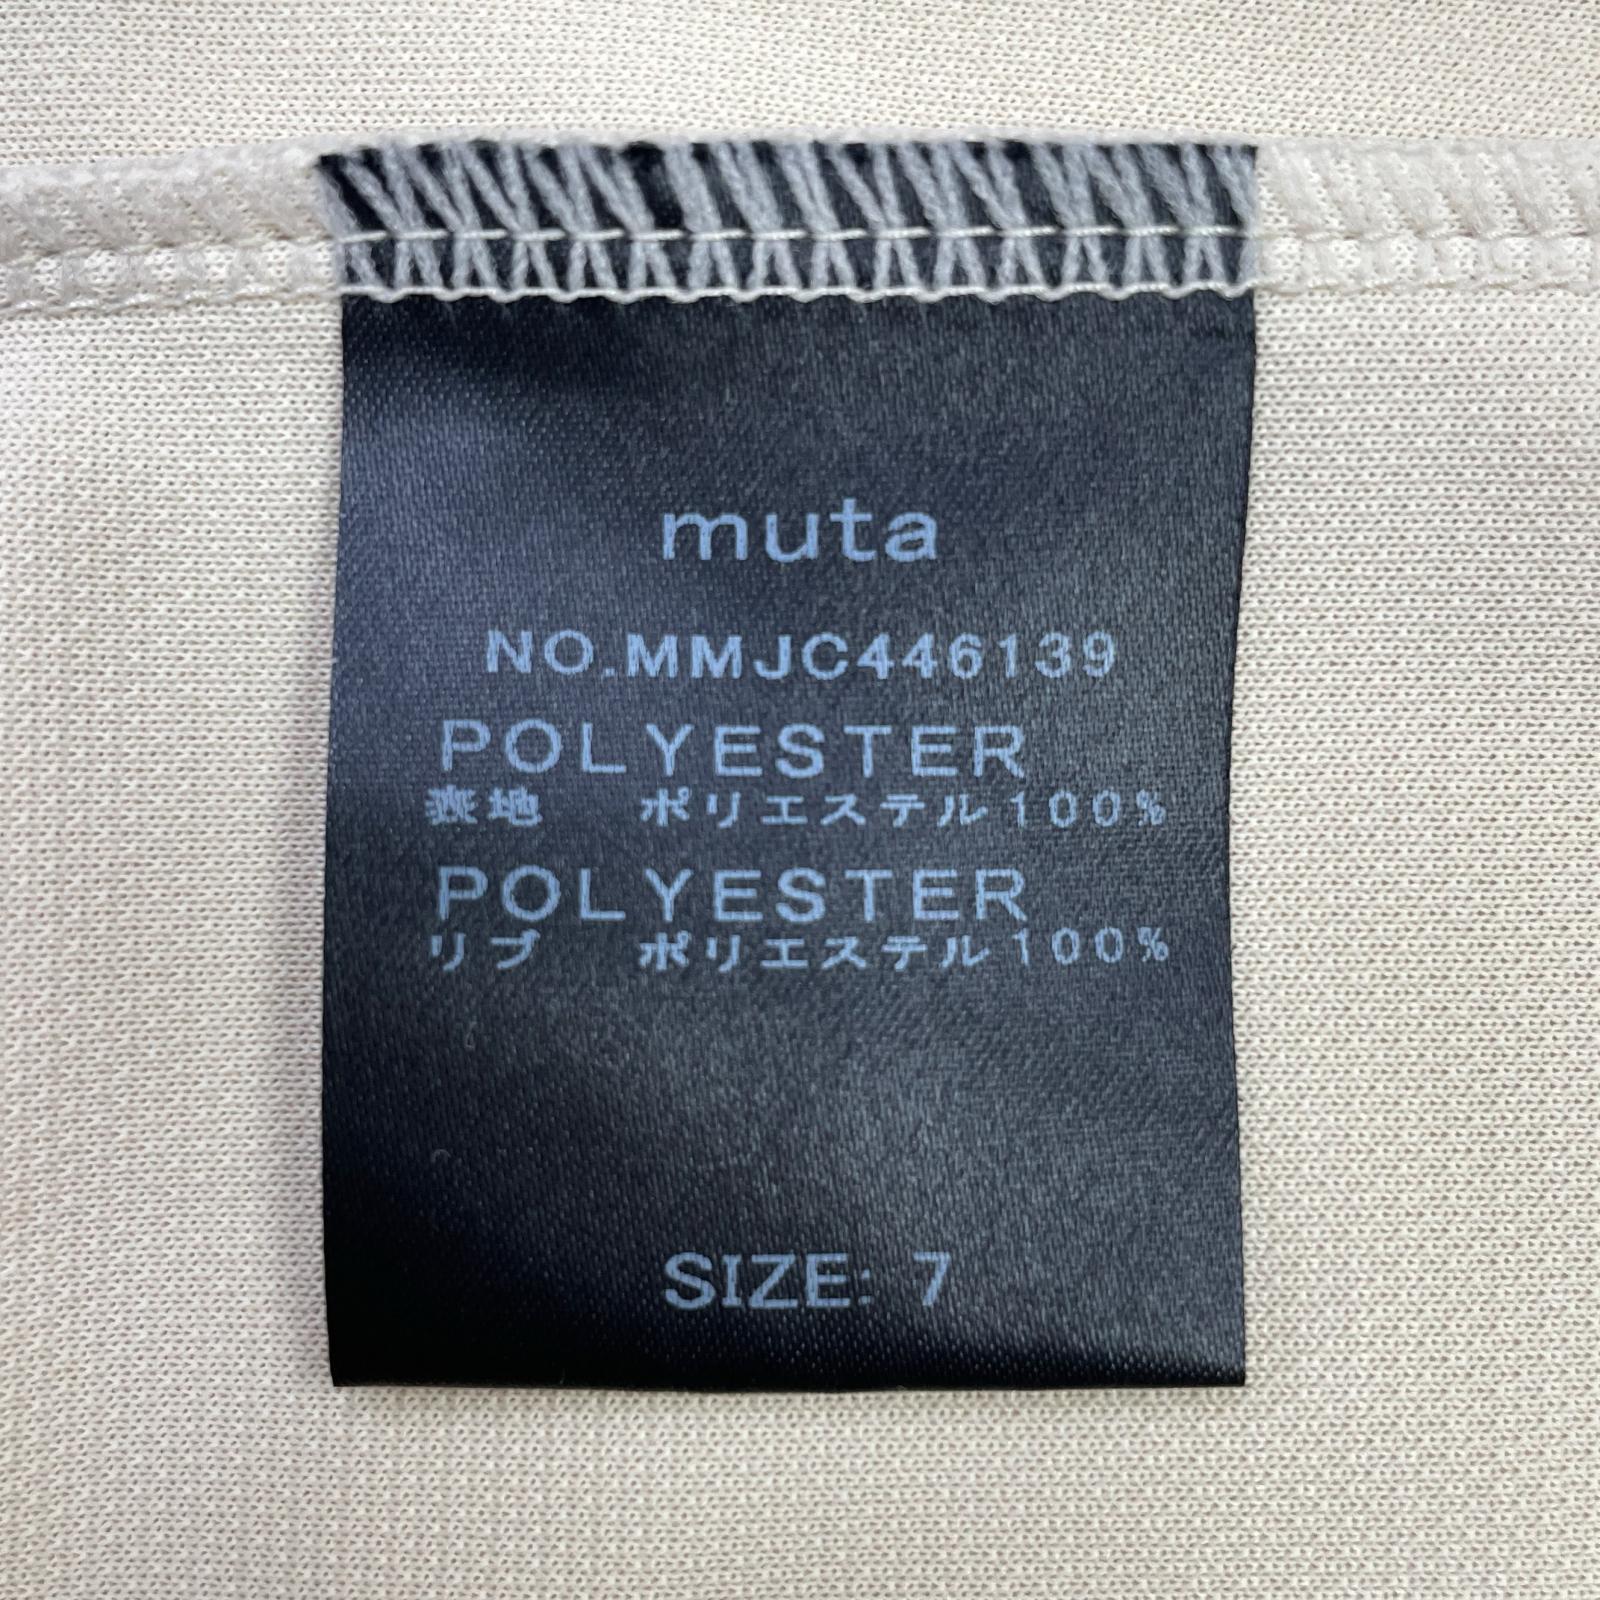 muta
NO.MMJC446139
POLYESTER
表地 ポリエステル100%
POLYESTER
リブ ポリエステル100%
SIZE: 7